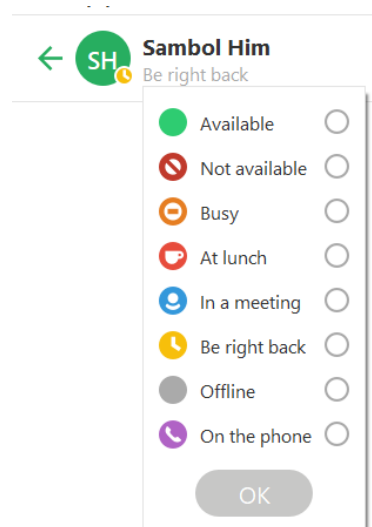 SH
Sambol Him
Be right back
Available
Not available
Busy
At lunch
In a meeting
Be right back
Offline
On the phone
OK